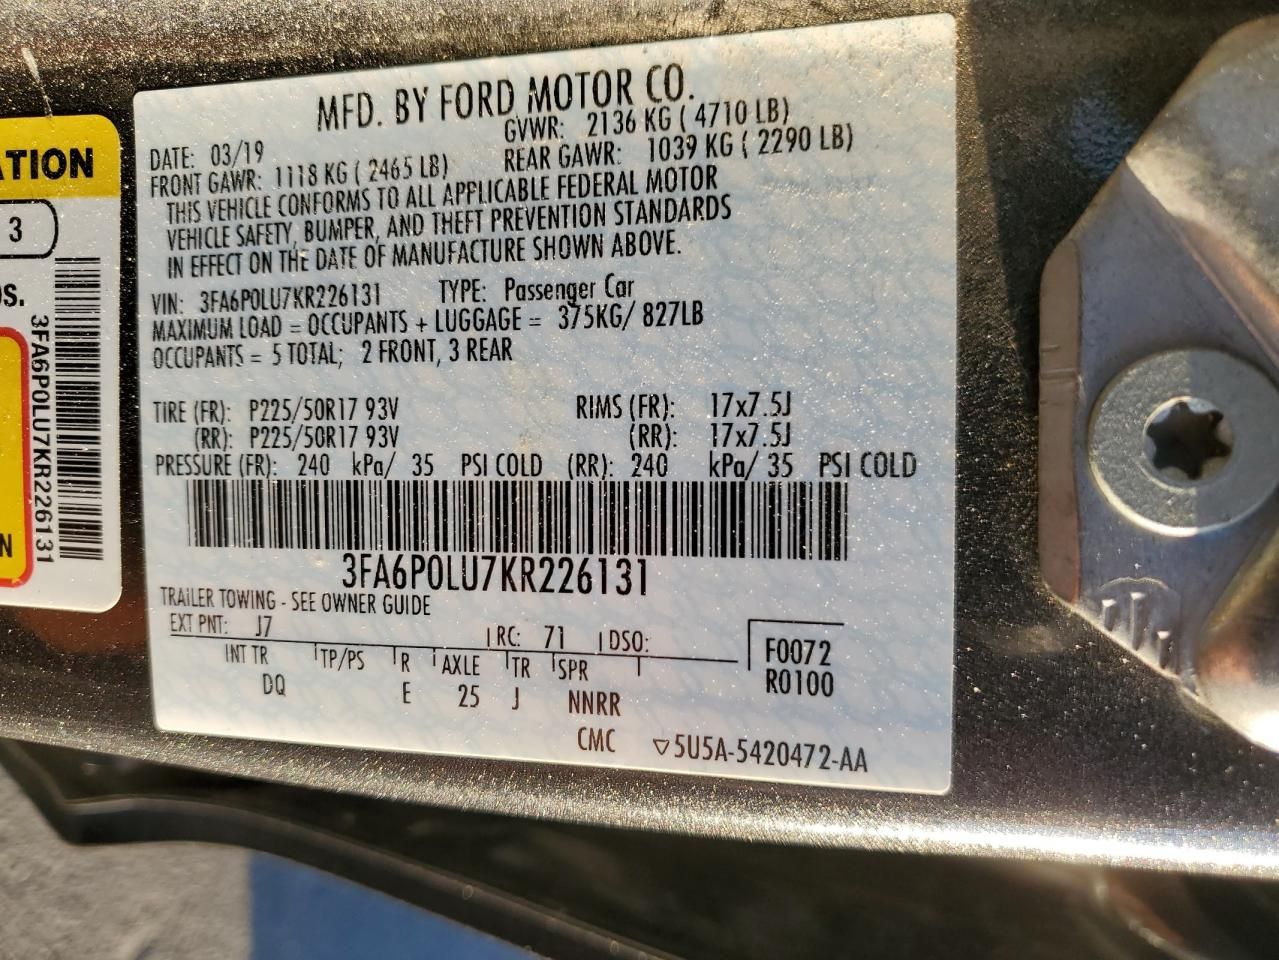 MFD. BY FORD MOTOR CO.
DATE: 03/19 GVWR: 2136 KG ( 4710 LB)
FRONT GAWR: 1118 KG ( 2465 LB) REAR GAWR: 1039 KG ( 2290 LB)
THIS VEHICLE CONFORMS TO ALL APPLICABLE FEDERAL MOTOR
VEHICLE SAFETY, BUMPER, AND THEFT PREVENTION STANDARDS
IN EFFECT ON THE DATE OF MANUFACTURE SHOWN ABOVE.
VIN: 3FA6P0LU7KR226131 TYPE: Passenger Car
MAXIMUM LOAD = OCCUPANTS + LUGGAGE = 375KG/ 827LB
OCCUPANTS = 5 TOTAL; 2 FRONT, 3 REAR
TIRE (FR): P225/50R17 93V RIMS (FR): 17x7.5J
(RR): P225/50R17 93V (RR): 17x7.5J
PRESSURE (FR): 240 kPa/ 35 PSI COLD (RR): 240 kPa/ 35 PSI COLD
3FA6P0LU7KR226131
TRAILER TOWING - SEE OWNER GUIDE
EXT PNT: J7 RC: 71 DSO:
INT TR TP/PS R AXLE TR SPR
DQ E 25 J NNRR
F0072
R0100
CMC ▽5U5A-5420472-AA
ATION
3
OS.
N
3FA6P0LU7KR226131